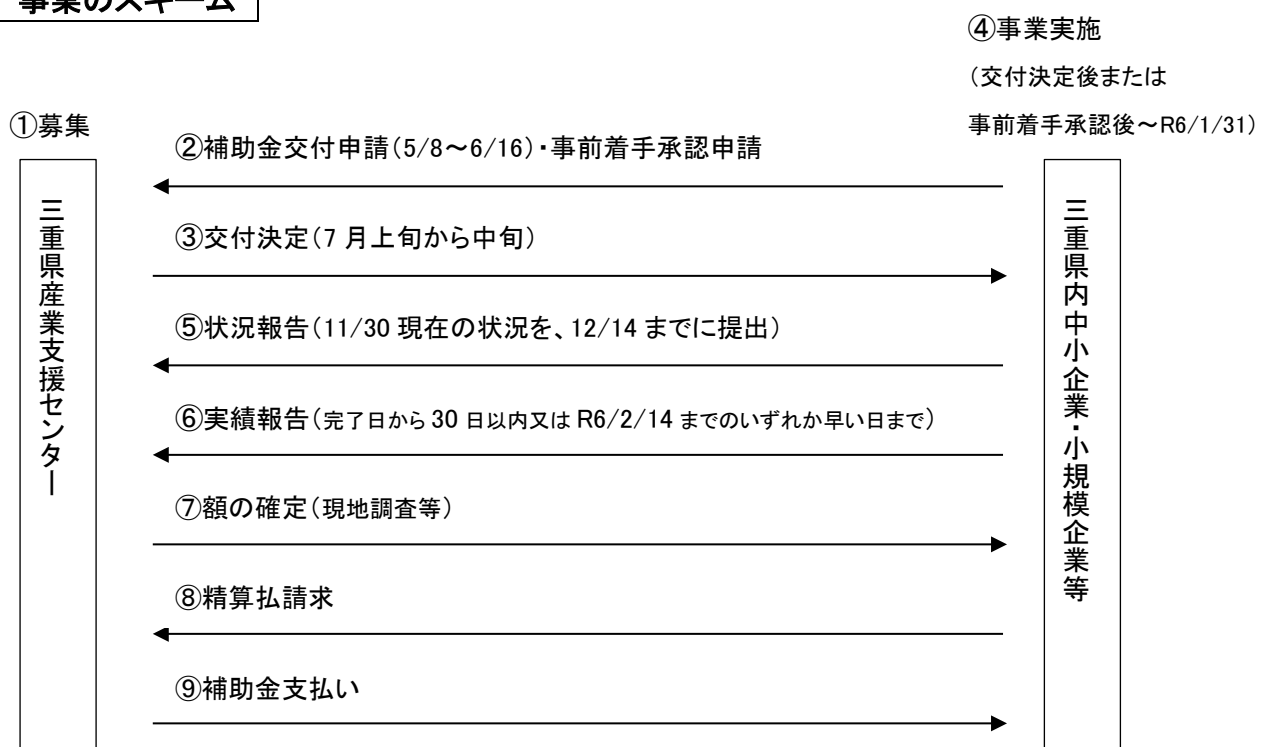 事業のスキーム
④事業実施
（交付決定後または
事前着手承認後～R6/1/31）
①募集
②補助金交付申請（5/8～6/16）・事前着手承認申請
三重県産業支援センター
三重県内中小企業・小規模企業等
③交付決定（7 月上旬から中旬）
⑤状況報告（11/30 現在の状況を、12/14 までに提出）
⑥実績報告（完了日から 30 日以内又は R6/2/14 までのいずれか早い日まで）
⑦額の確定（現地調査等）
⑧精算払請求
⑨補助金支払い